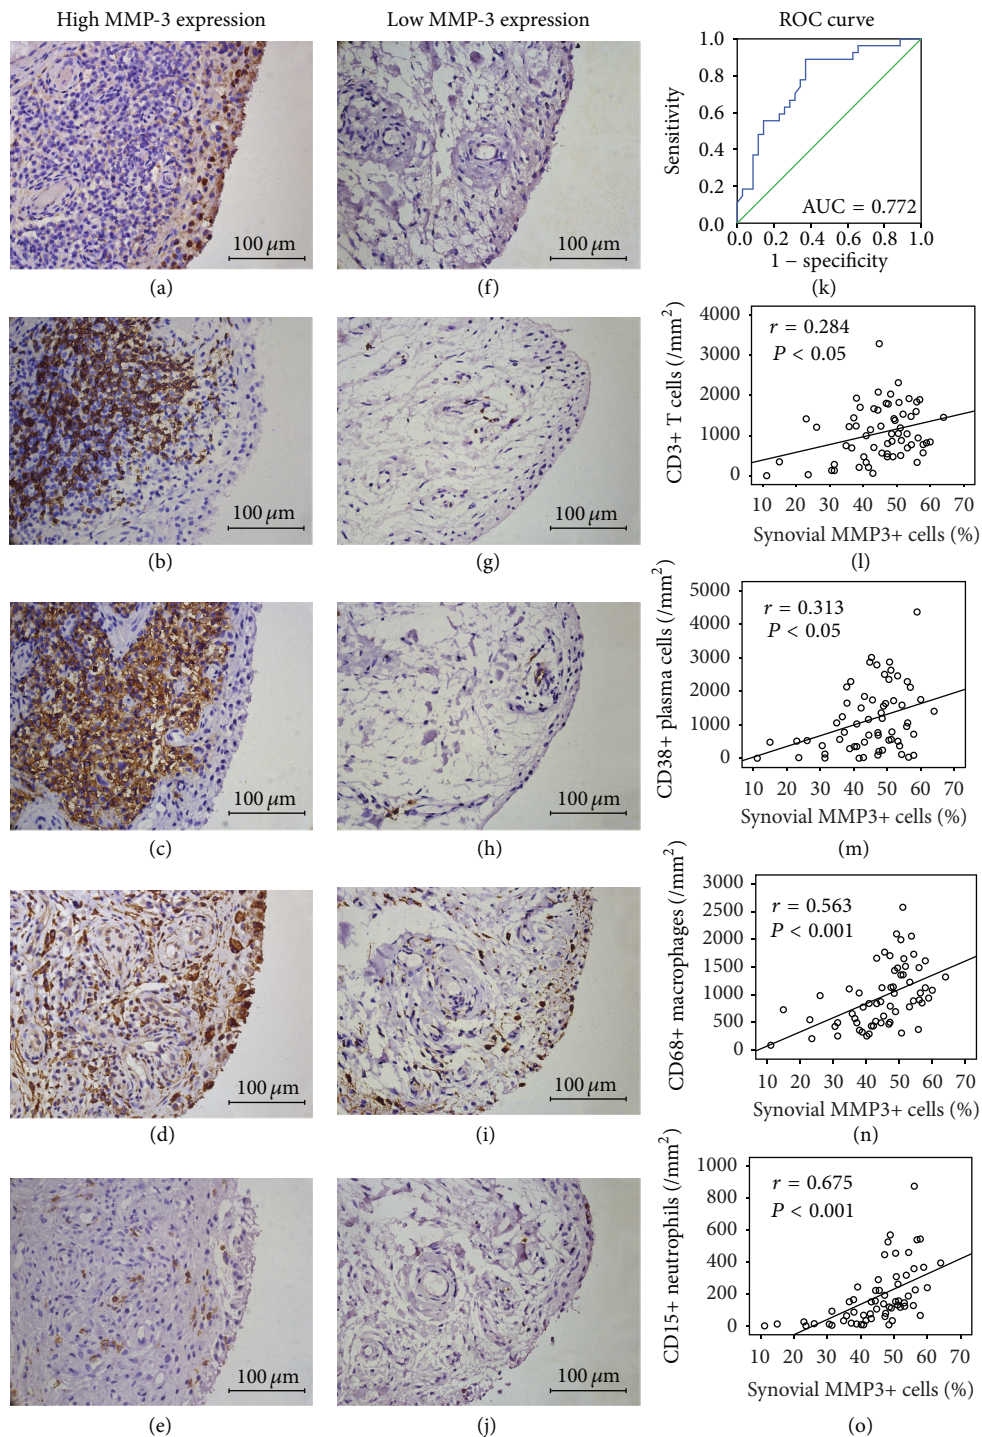 High MMP-3 expression
Low MMP-3 expression
ROC curve
100 μm
(a)
100 μm
(f)
Sensitivity
1.0
0.8
0.6
0.4
0.2
0.0
AUC = 0.772
0.0 0.2 0.4 0.6 0.8 1.0
1 − specificity
(k)
100 μm
(b)
100 μm
(g)
CD3+ T cells (/mm²)
4000
3000
2000
1000
0
r = 0.284
P < 0.05
10 20 30 40 50 60 70
Synovial MMP3+ cells (%)
(l)
100 μm
(c)
100 μm
(h)
CD38+ plasma cells (/mm²)
5000
4000
3000
2000
1000
0
r = 0.313
P < 0.05
10 20 30 40 50 60 70
Synovial MMP3+ cells (%)
(m)
100 μm
(d)
100 μm
(i)
CD68+ macrophages (/mm²)
3000
2500
2000
1500
1000
500
0
r = 0.563
P < 0.001
10 20 30 40 50 60 70
Synovial MMP3+ cells (%)
(n)
100 μm
(e)
100 μm
(j)
CD15+ neutrophils (/mm²)
1000
800
600
400
200
0
r = 0.675
P < 0.001
10 20 30 40 50 60 70
Synovial MMP3+ cells (%)
(o)